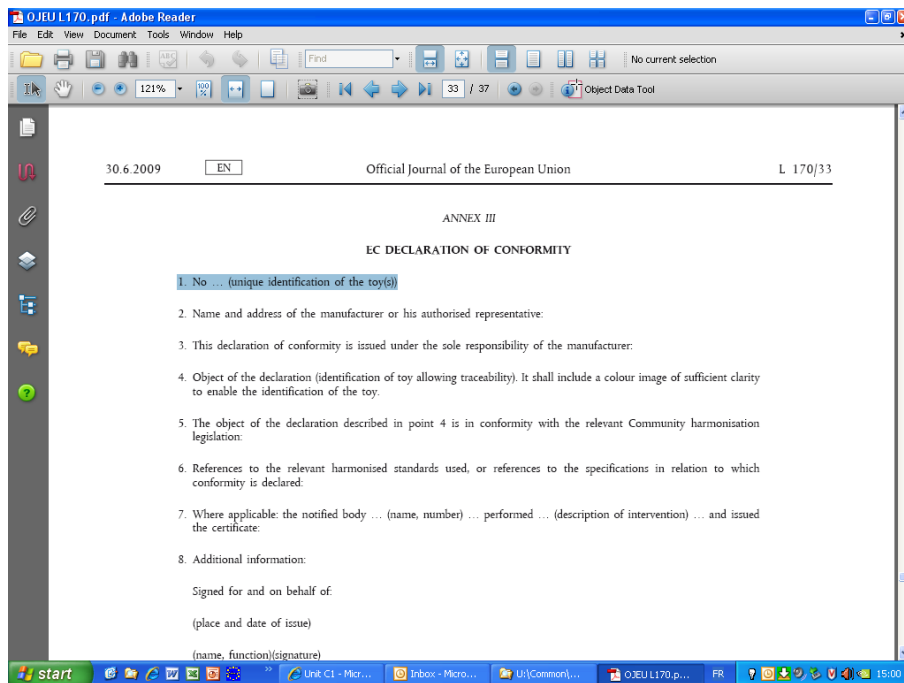 OJEU L170.pdf - Adobe Reader
File Edit View Document Tools Window Help
Find
No current selection
121%
33 / 37
Object Data Tool
30.6.2009 EN Official Journal of the European Union L 170/33
ANNEX III
EC DECLARATION OF CONFORMITY
1. No … (unique identification of the toy(s))
2. Name and address of the manufacturer or his authorised representative:
3. This declaration of conformity is issued under the sole responsibility of the manufacturer:
4. Object of the declaration (identification of toy allowing traceability). It shall include a colour image of sufficient clarity
to enable the identification of the toy.
5. The object of the declaration described in point 4 is in conformity with the relevant Community harmonisation
legislation:
6. References to the relevant harmonised standards used, or references to the specifications in relation to which
conformity is declared:
7. Where applicable: the notified body … (name, number) … performed … (description of intervention) … and issued
the certificate:
8. Additional information:
Signed for and on behalf of:
(place and date of issue)
(name, function)(signature)
start Unit C1 - Micr... Inbox - Micro... U:\Common\... OJEU L170.p... FR 15:00